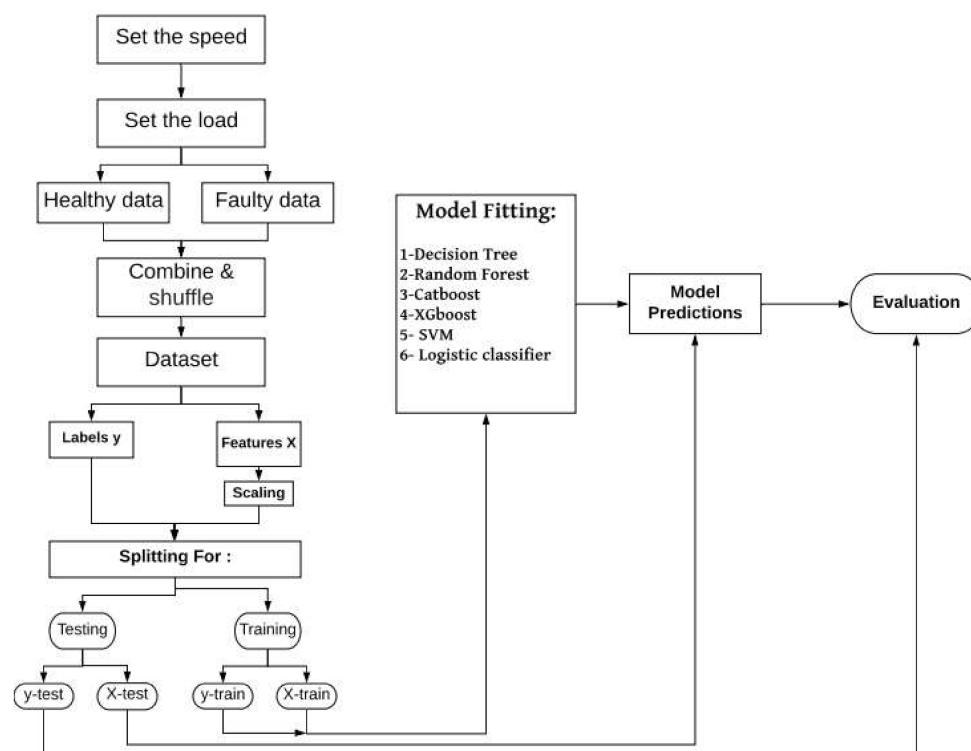 Set the speed
Set the load
Healthy data
Faulty data
Combine &
shuffle
Dataset
Labels y
Features X
Scaling
Splitting For :
Testing
Training
y-test
X-test
y-train
X-train
Model Fitting:
1-Decision Tree
2-Random Forest
3-Catboost
4-XGboost
5- SVM
6- Logistic classifier
Model
Predictions
Evaluation